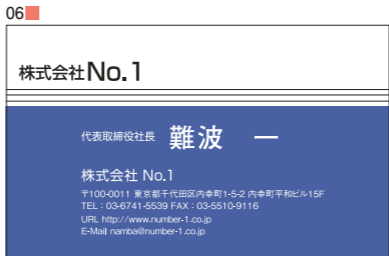 06
株式会社No.1
代表取締役社長 難波 一
株式会社 No.1
〒100-0011 東京都千代田区内幸町1-5-2 内幸町平和ビル15F
TEL：03-6741-5539 FAX：03-5510-9116
URL http://www.number-1.co.jp
E-Mail namba@number-1.co.jp